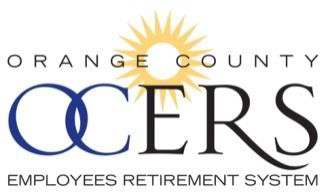 ORANGE COUNTY
OCERS
EMPLOYEES RETIREMENT SYSTEM